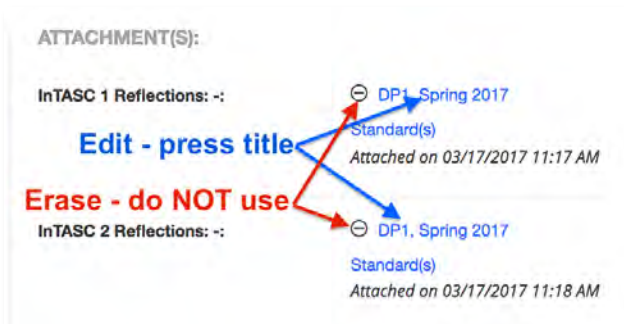 ATTACHMENT(S):
InTASC 1 Reflections: -:
DP1, Spring 2017
Standard(s)
Edit - press title
Attached on 03/17/2017 11:17 AM
Erase - do NOT use
InTASC 2 Reflections: -:
DP1, Spring 2017
Standard(s)
Attached on 03/17/2017 11:18 AM